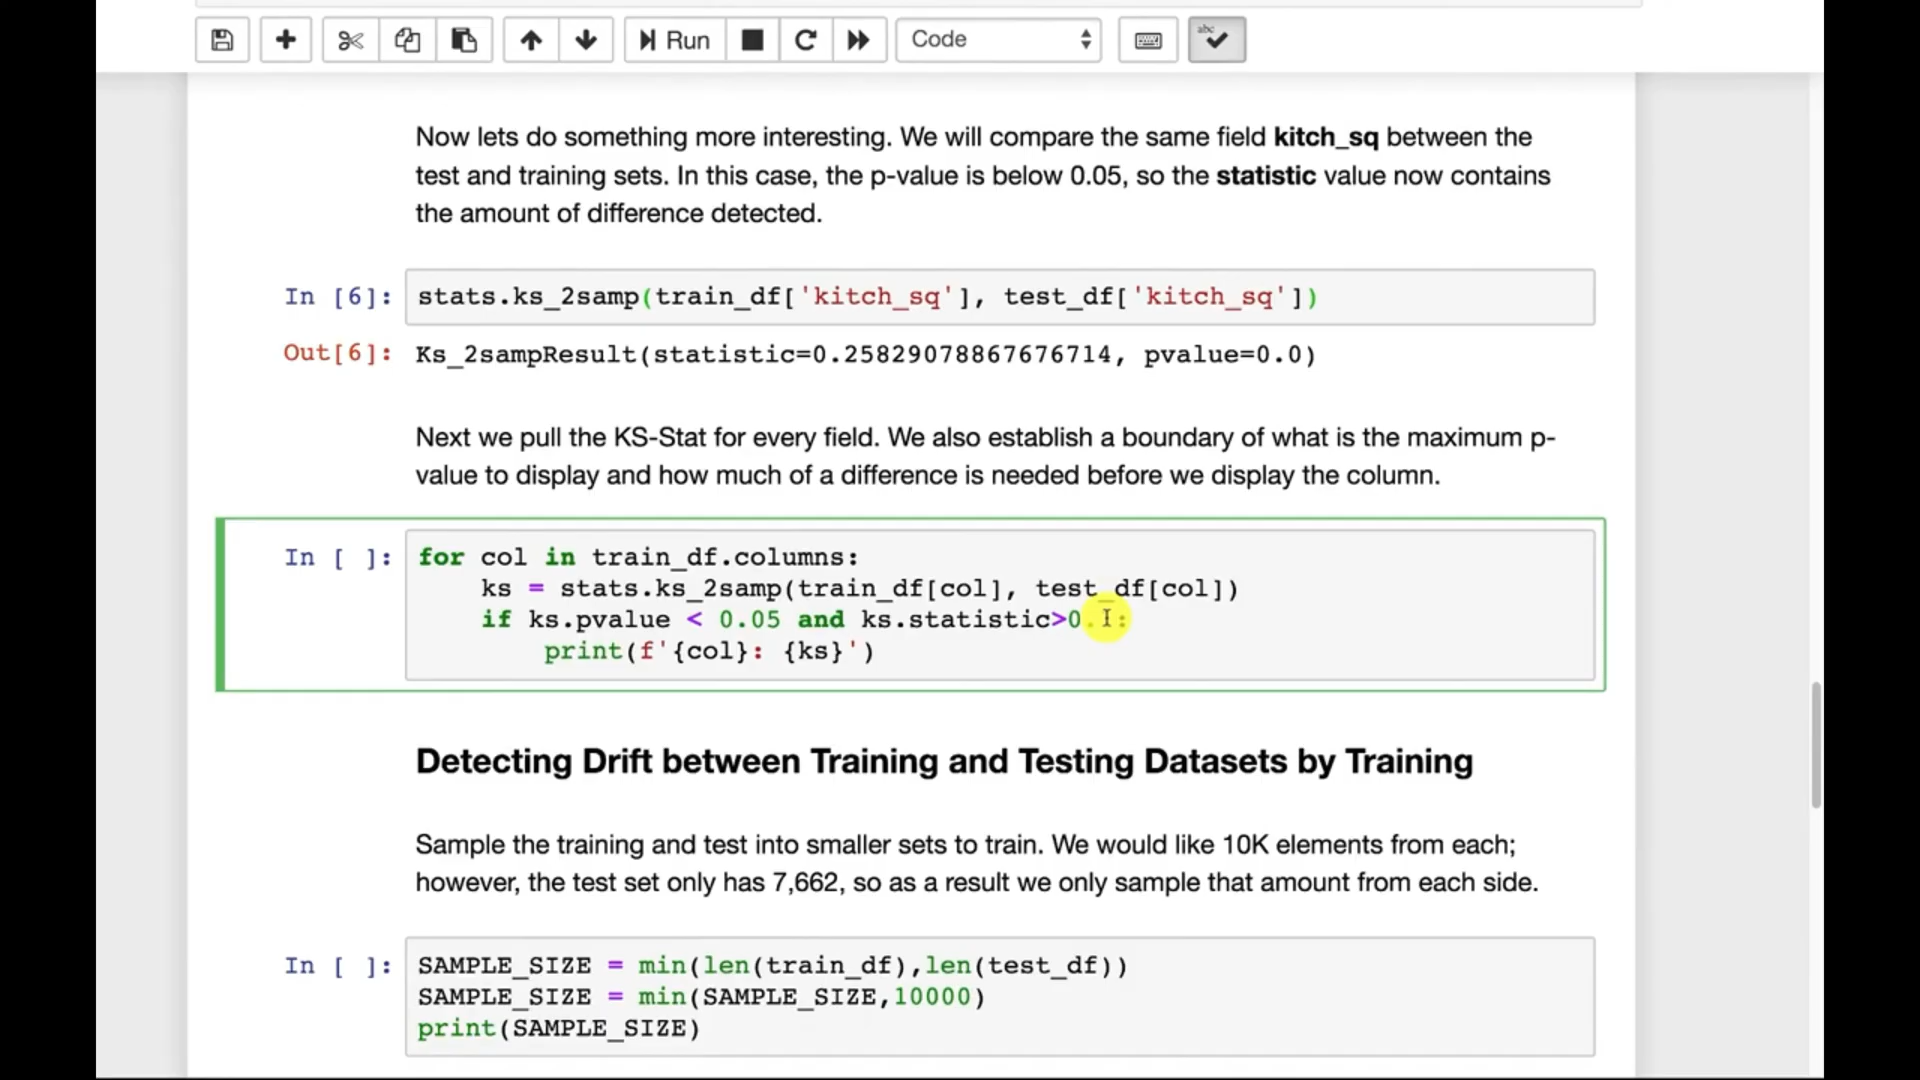 Run
Code
abc
Now lets do something more interesting. We will compare the same field kitch_sq between the
test and training sets. In this case, the p-value is below 0.05, so the statistic value now contains
the amount of difference detected.
In [6]: stats.ks_2samp(train_df['kitch_sq'], test_df['kitch_sq'])
Out[6]: Ks_2sampResult(statistic=0.25829078867676714, pvalue=0.0)
Next we pull the KS-Stat for every field. We also establish a boundary of what is the maximum p-
value to display and how much of a difference is needed before we display the column.
In [ ]: for col in train_df.columns:
ks = stats.ks_2samp(train_df[col], test_df[col])
if ks.pvalue < 0.05 and ks.statistic>
print(f'{col}: {ks}')
Detecting Drift between Training and Testing Datasets by Training
Sample the training and test into smaller sets to train. We would like 10K elements from each;
however, the test set only has 7,662, so as a result we only sample that amount from each side.
In [ ]: SAMPLE_SIZE = min(len(train_df),len(test_df))
SAMPLE_SIZE = min(SAMPLE_SIZE,10000)
print(SAMPLE_SIZE)